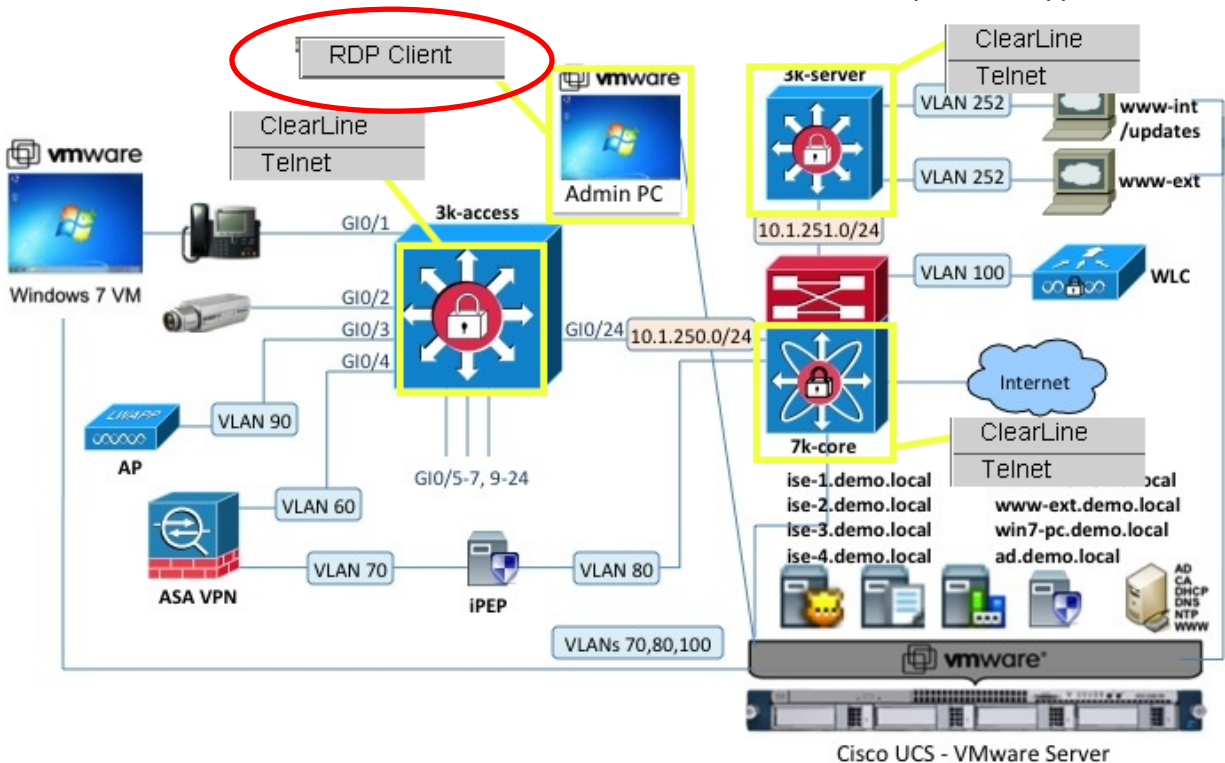 RDP Client
ClearLine
Telnet
vmware
3k-server
VLAN 252
www-int
/updates
VLAN 252
www-ext
ClearLine
Telnet
vmware
Admin PC
3k-access
GI0/1
10.1.251.0/24
Windows 7 VM
GI0/2
VLAN 100
WLC
GI0/3
GI0/24
10.1.250.0/24
GI0/4
Internet
LWAPP
VLAN 90
AP
7k-core
ClearLine
Telnet
GI0/5-7, 9-24
ise-1.demo.local
ocal
VLAN 60
ise-2.demo.local
www-ext.demo.local
ise-3.demo.local
win7-pc.demo.local
ise-4.demo.local
ad.demo.local
VLAN 70
VLAN 80
ASA VPN
iPEP
AD
CA
DHCP
DNS
NTP
WWW
VLANs 70,80,100
vmware
Cisco UCS - VMware Server